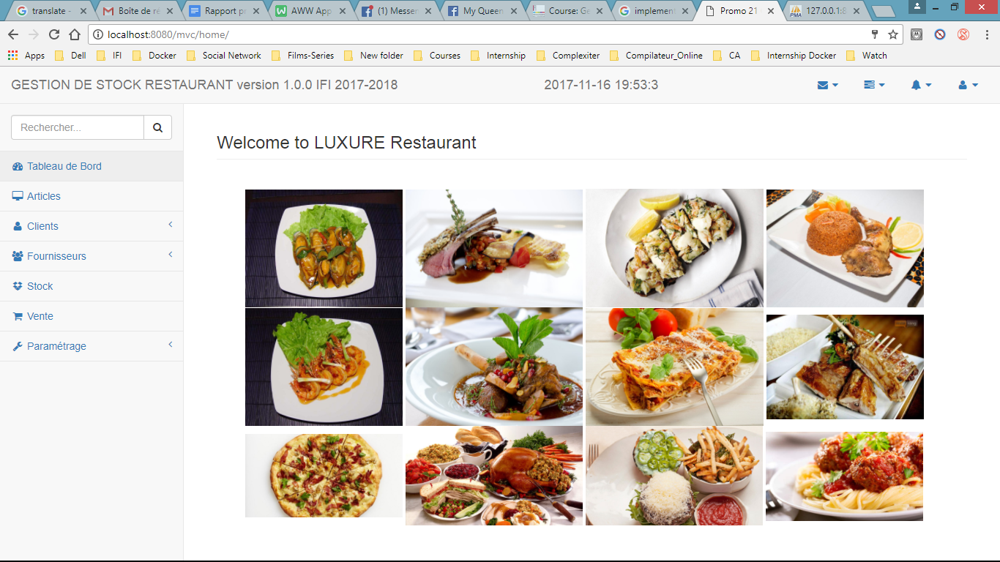 translate -
Boîte de ré
Rapport pr
AWW App
(1) Messen
My Queen
Course: Ge
implement
Promo 21
127.0.0.1:8
localhost:8080/mvc/home/
Apps
Dell
IFI
Docker
Social Network
Films-Series
New folder
Courses
Internship
Complexiter
Compilateur_Online
CA
Internship Docker
Watch
GESTION DE STOCK RESTAURANT version 1.0.0 IFI 2017-2018
2017-11-16 19:53:3
Rechercher...
Tableau de Bord
Articles
Clients
Fournisseurs
Stock
Vente
Paramétrage
Welcome to LUXURE Restaurant